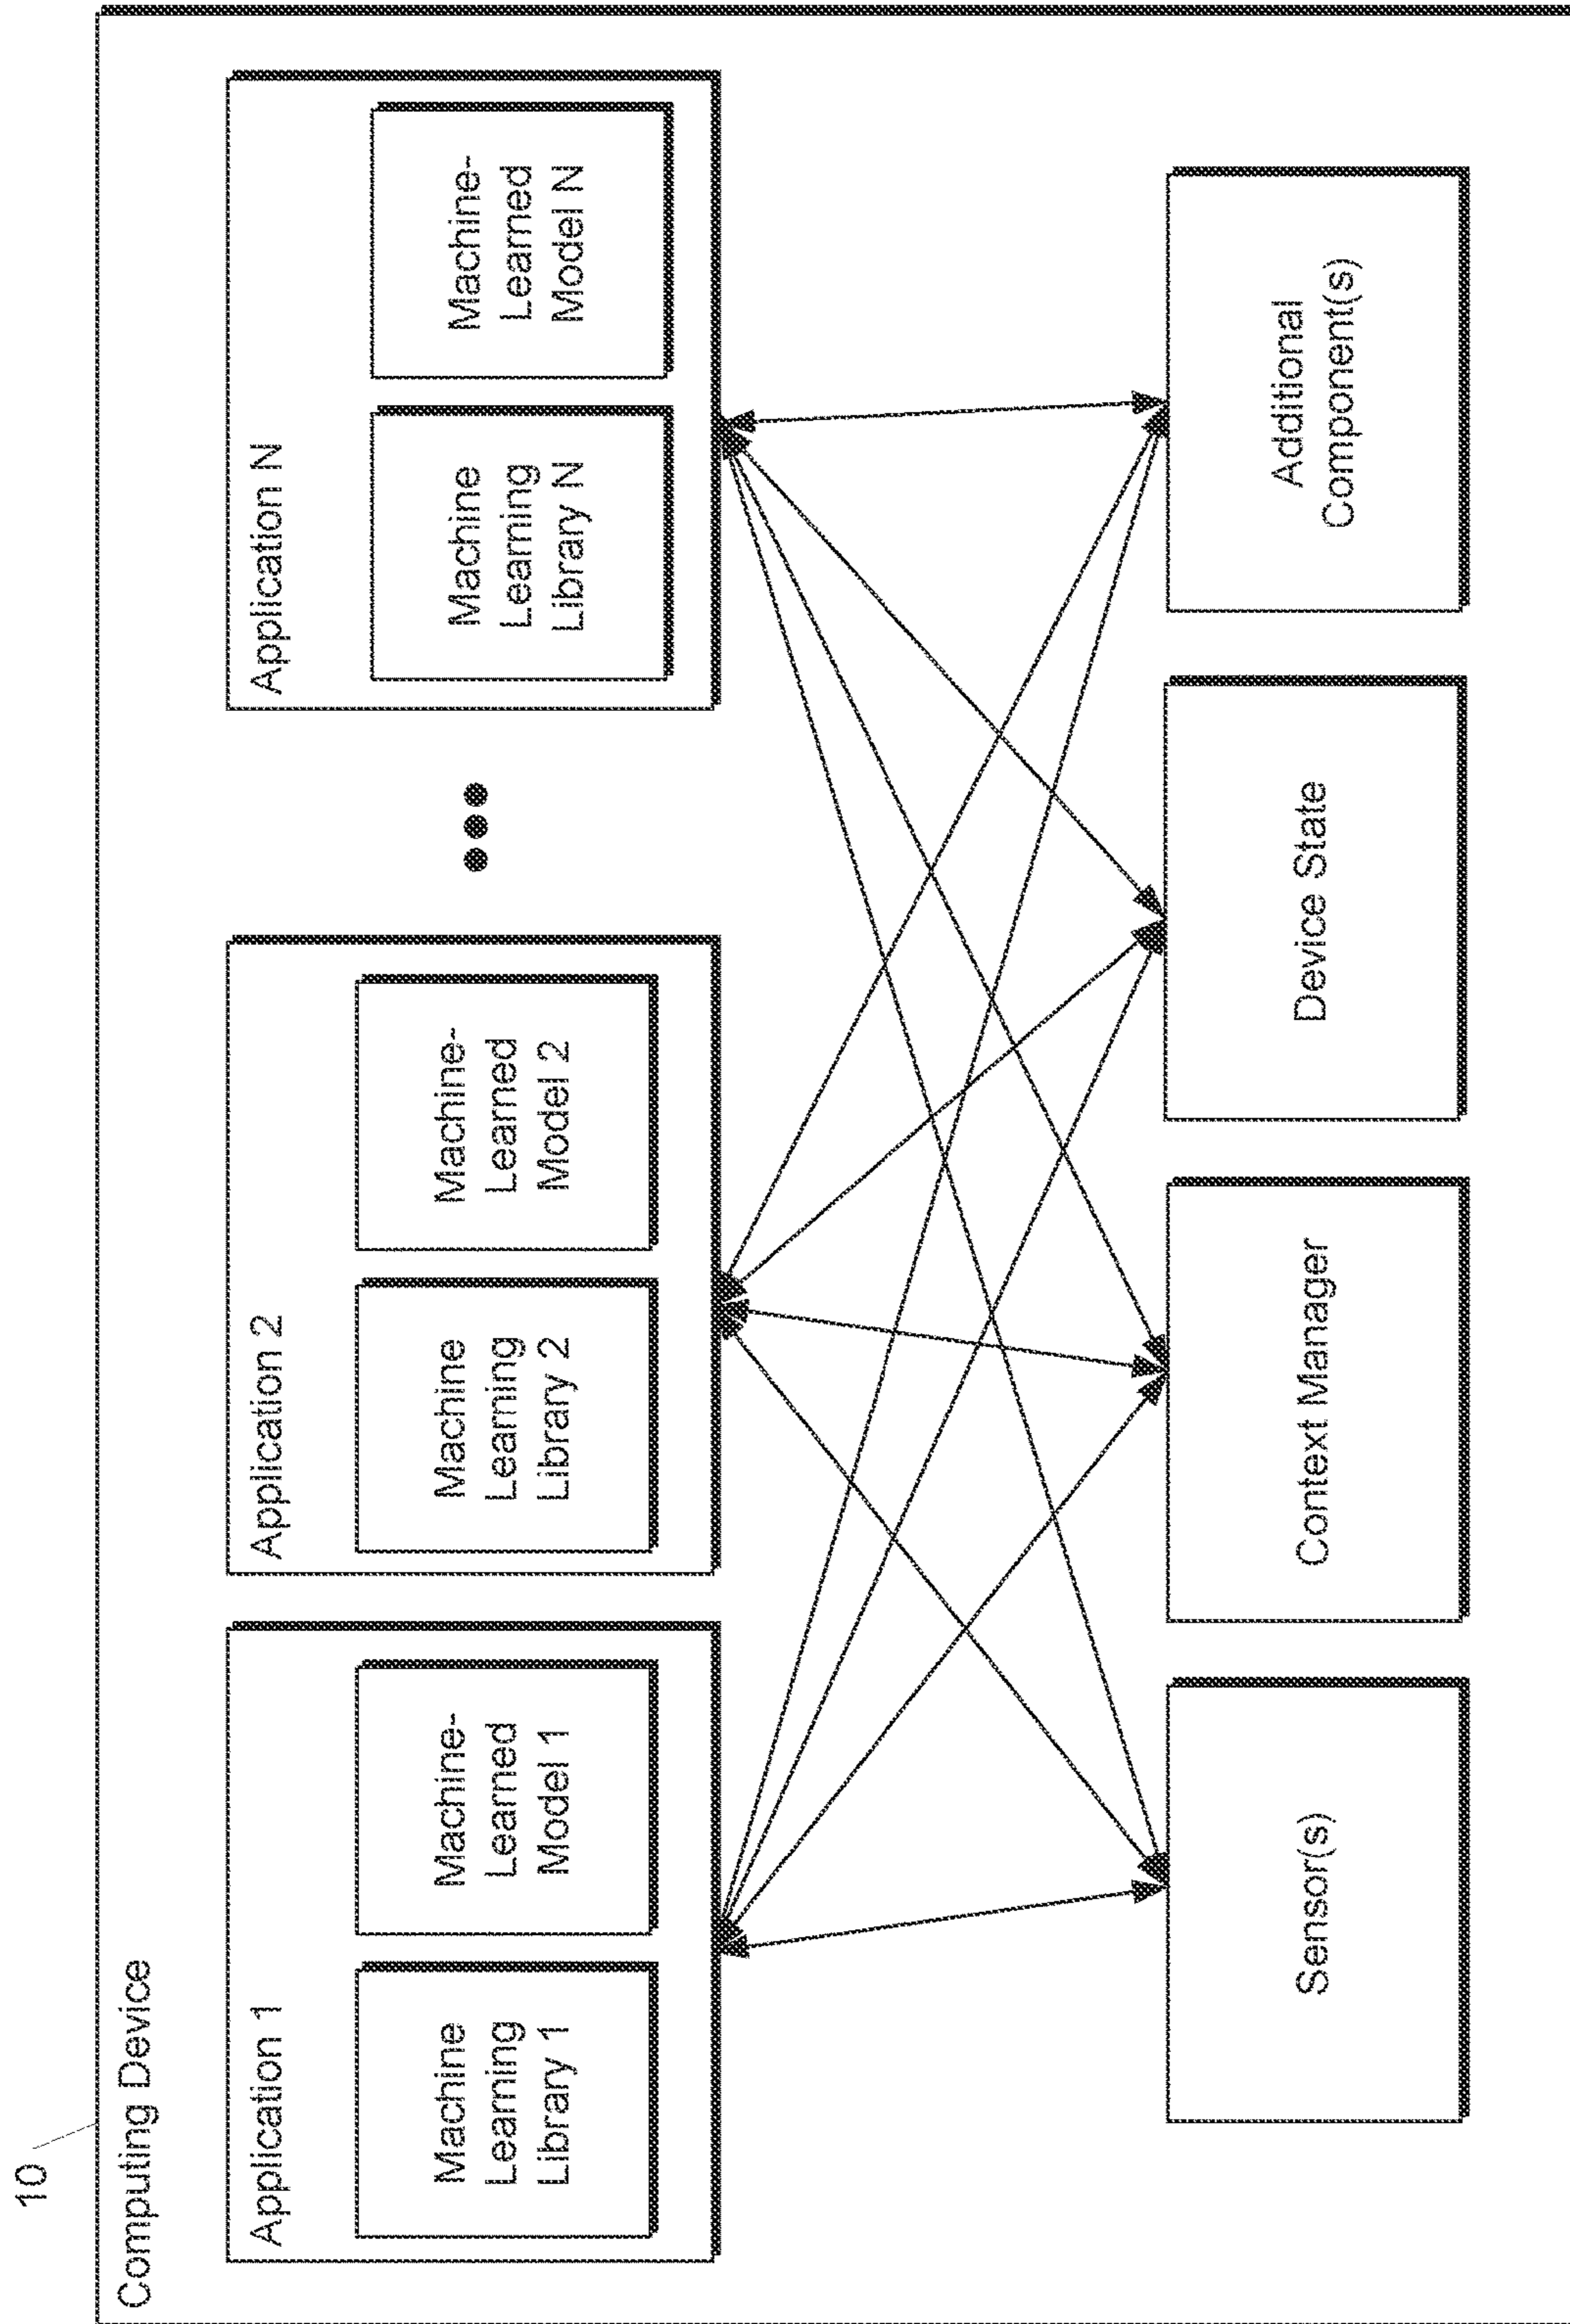 10
Computing Device
Application 1
Machine
Learning
Library 1
Machine-
Learned
Model 1
Application 2
Machine
Learning
Library 2
Machine-
Learned
Model 2
Application N
Machine
Learning
Library N
Machine-
Learned
Model N
Sensor(s)
Context Manager
Device State
Additional
Component(s)